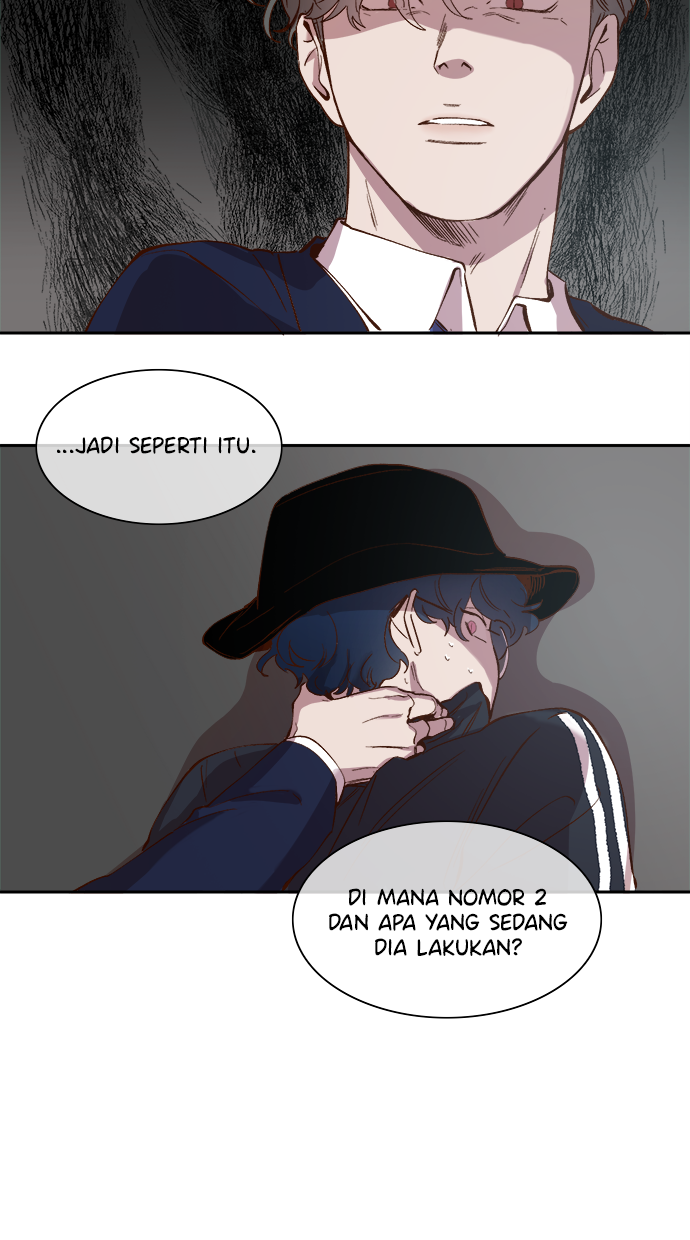 ...JADI SEPERTI ITU.
DI MANA NOMOR 2
DAN APA YANG SEDANG
DIA LAKUKAN?